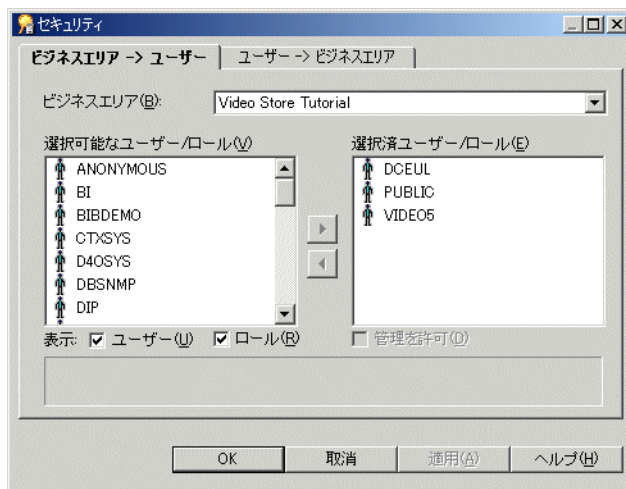 セキュリティ
ビジネスエリア -> ユーザー ユーザー -> ビジネスエリア
ビジネスエリア(B): Video Store Tutorial
選択可能なユーザー/ロール(V) 選択済ユーザー/ロール(E)
ANONYMOUS DCEUL
BI PUBLIC
BIBDEMO VIDEO5
CTXSYS
D4OSYS
DBSNMP
DIP
表示: ユーザー(U) ロール(R) 管理を許可(D)
OK 取消 適用(A) ヘルプ(H)